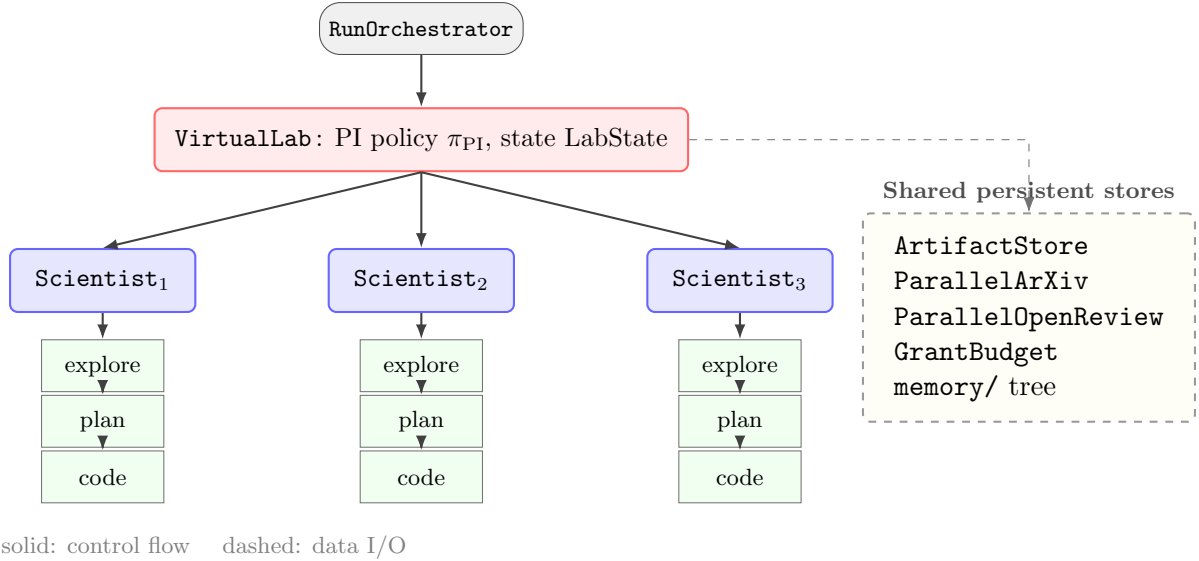 RunOrchestrator
VirtualLab: PI policy π_PI, state LabState
Shared persistent stores
ArtifactStore
ParallelArXiv
ParallelOpenReview
GrantBudget
memory/ tree
Scientist₁
Scientist₂
Scientist₃
explore
plan
code
explore
plan
code
explore
plan
code
solid: control flow dashed: data I/O